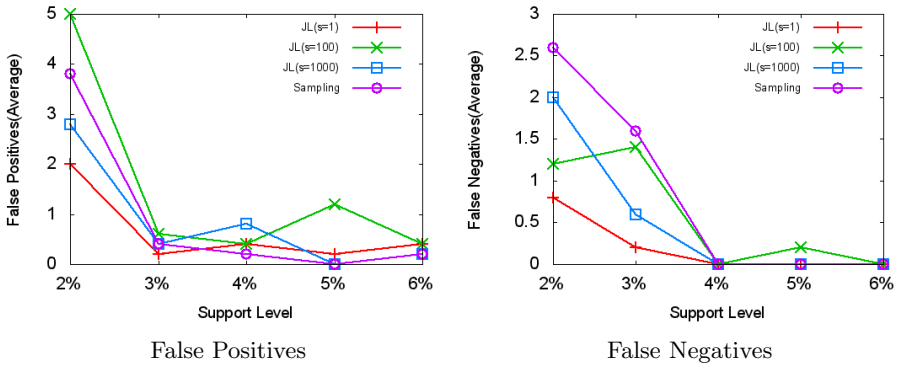 False Positives(Average)
5
4
3
2
1
0
2%
3%
4%
5%
6%
Support Level
JL(s=1)
JL(s=100)
JL(s=1000)
Sampling
False Positives
False Negatives(Average)
3
2.5
2
1.5
1
0.5
0
2%
3%
4%
5%
6%
Support Level
JL(s=1)
JL(s=100)
JL(s=1000)
Sampling
False Negatives